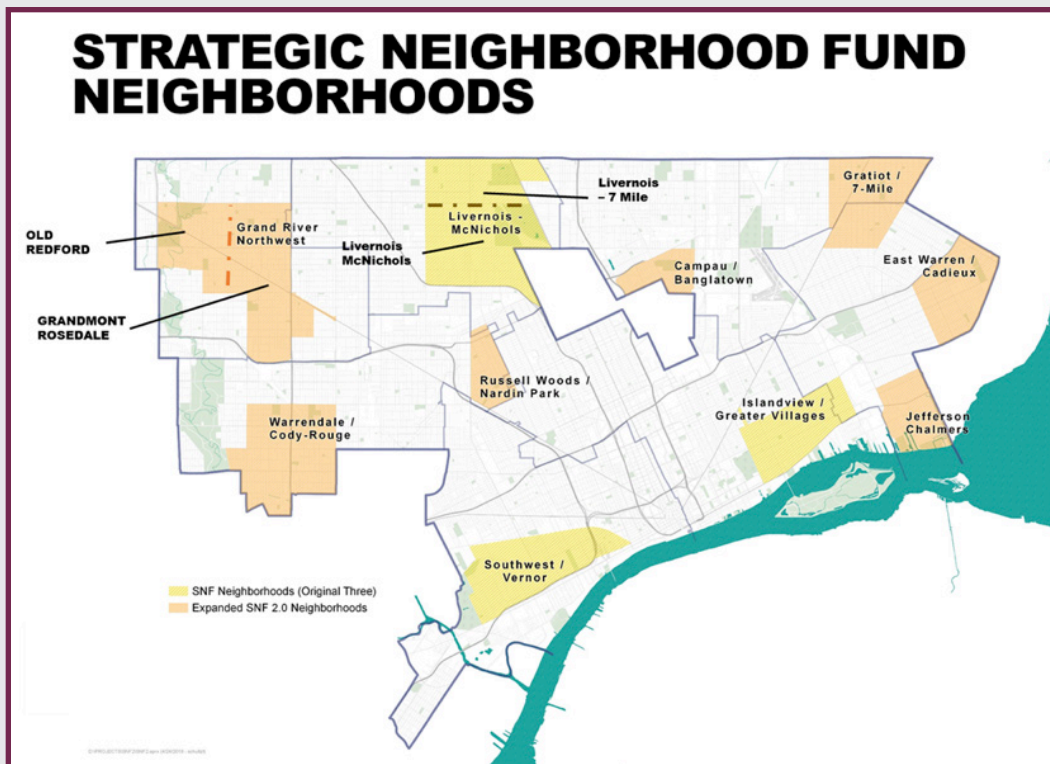 STRATEGIC NEIGHBORHOOD FUND
NEIGHBORHOODS
Gratiot /
7-Mile
Livernois
– 7 Mile
Livernois -
McNichols
OLD
REDFORD
Grand River
Northwest
Livernois
McNichols
Campau /
Banglatown
East Warren /
Cadieux
GRANDMONT
ROSEDALE
Russell Woods /
Nardin Park
Islandview /
Greater Villages
Jefferson
Chalmers
Warrendale /
Cody-Rouge
Southwest /
Vernor
SNF Neighborhoods (Original Three)
Expanded SNF 2.0 Neighborhoods